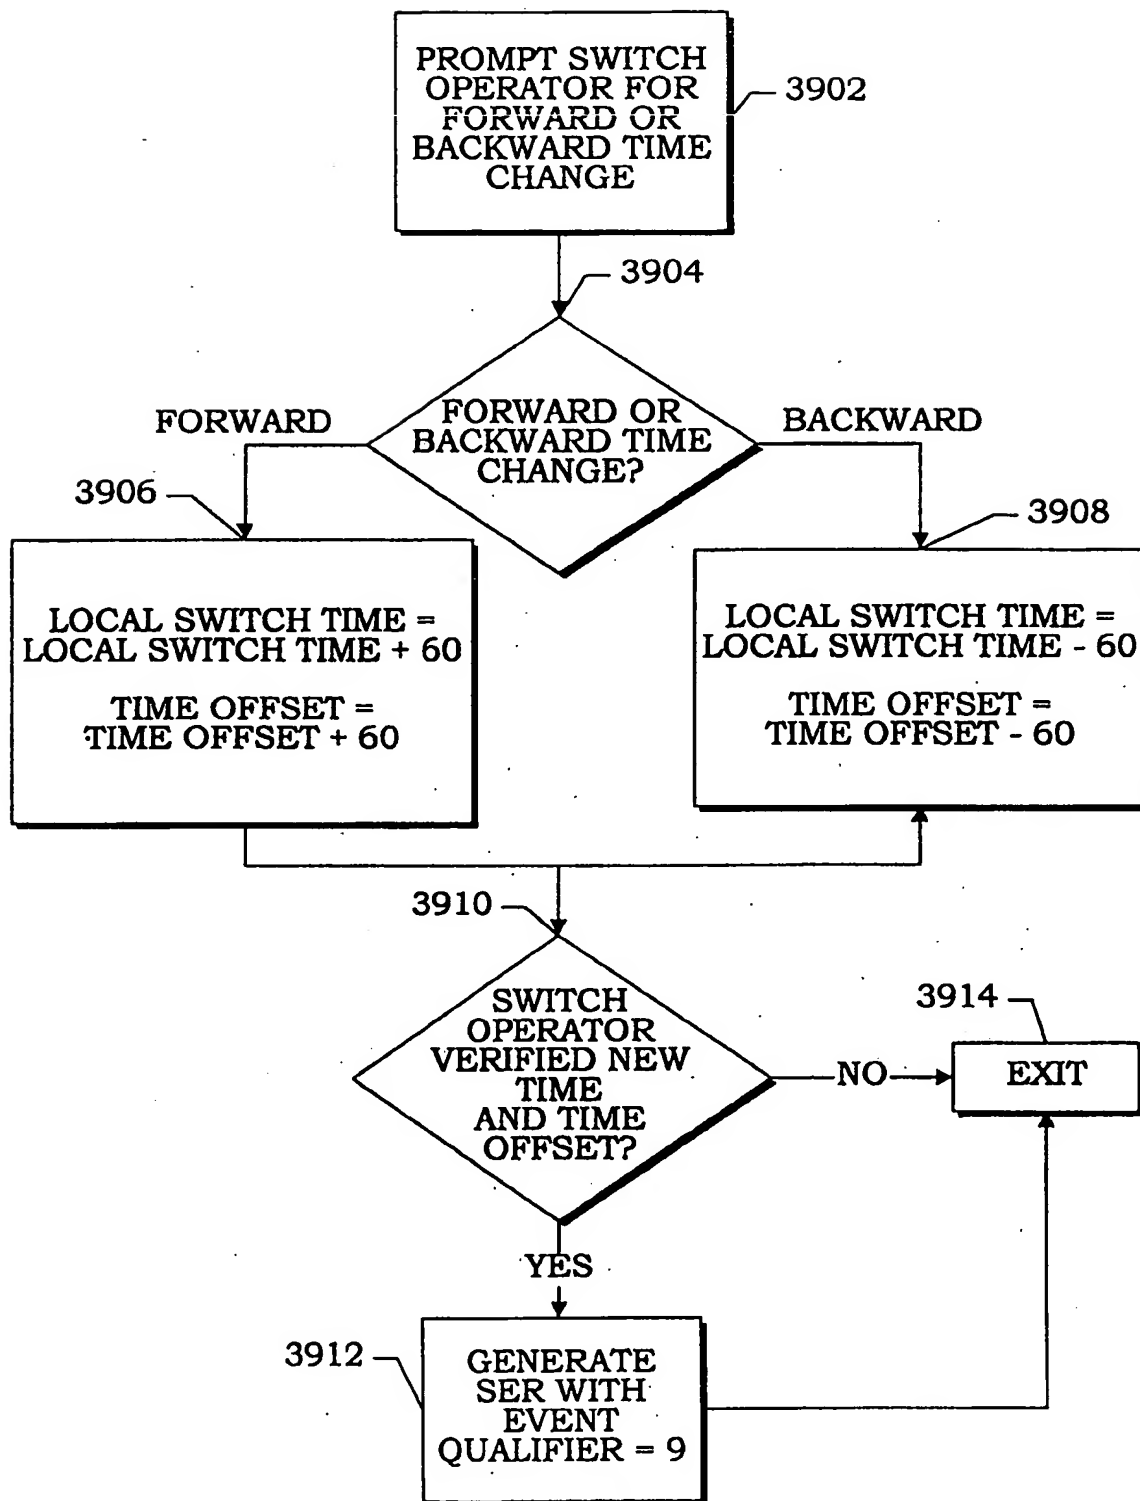 PROMPT SWITCH
OPERATOR FOR
FORWARD OR
BACKWARD TIME
CHANGE
3902
3904
FORWARD OR
BACKWARD TIME
CHANGE?
FORWARD
BACKWARD
3906
3908
LOCAL SWITCH TIME =
LOCAL SWITCH TIME + 60
TIME OFFSET =
TIME OFFSET + 60
LOCAL SWITCH TIME =
LOCAL SWITCH TIME - 60
TIME OFFSET =
TIME OFFSET - 60
3910
SWITCH
OPERATOR
VERIFIED NEW
TIME
AND TIME
OFFSET?
NO
3914
EXIT
YES
3912
GENERATE
SER WITH
EVENT
QUALIFIER = 9